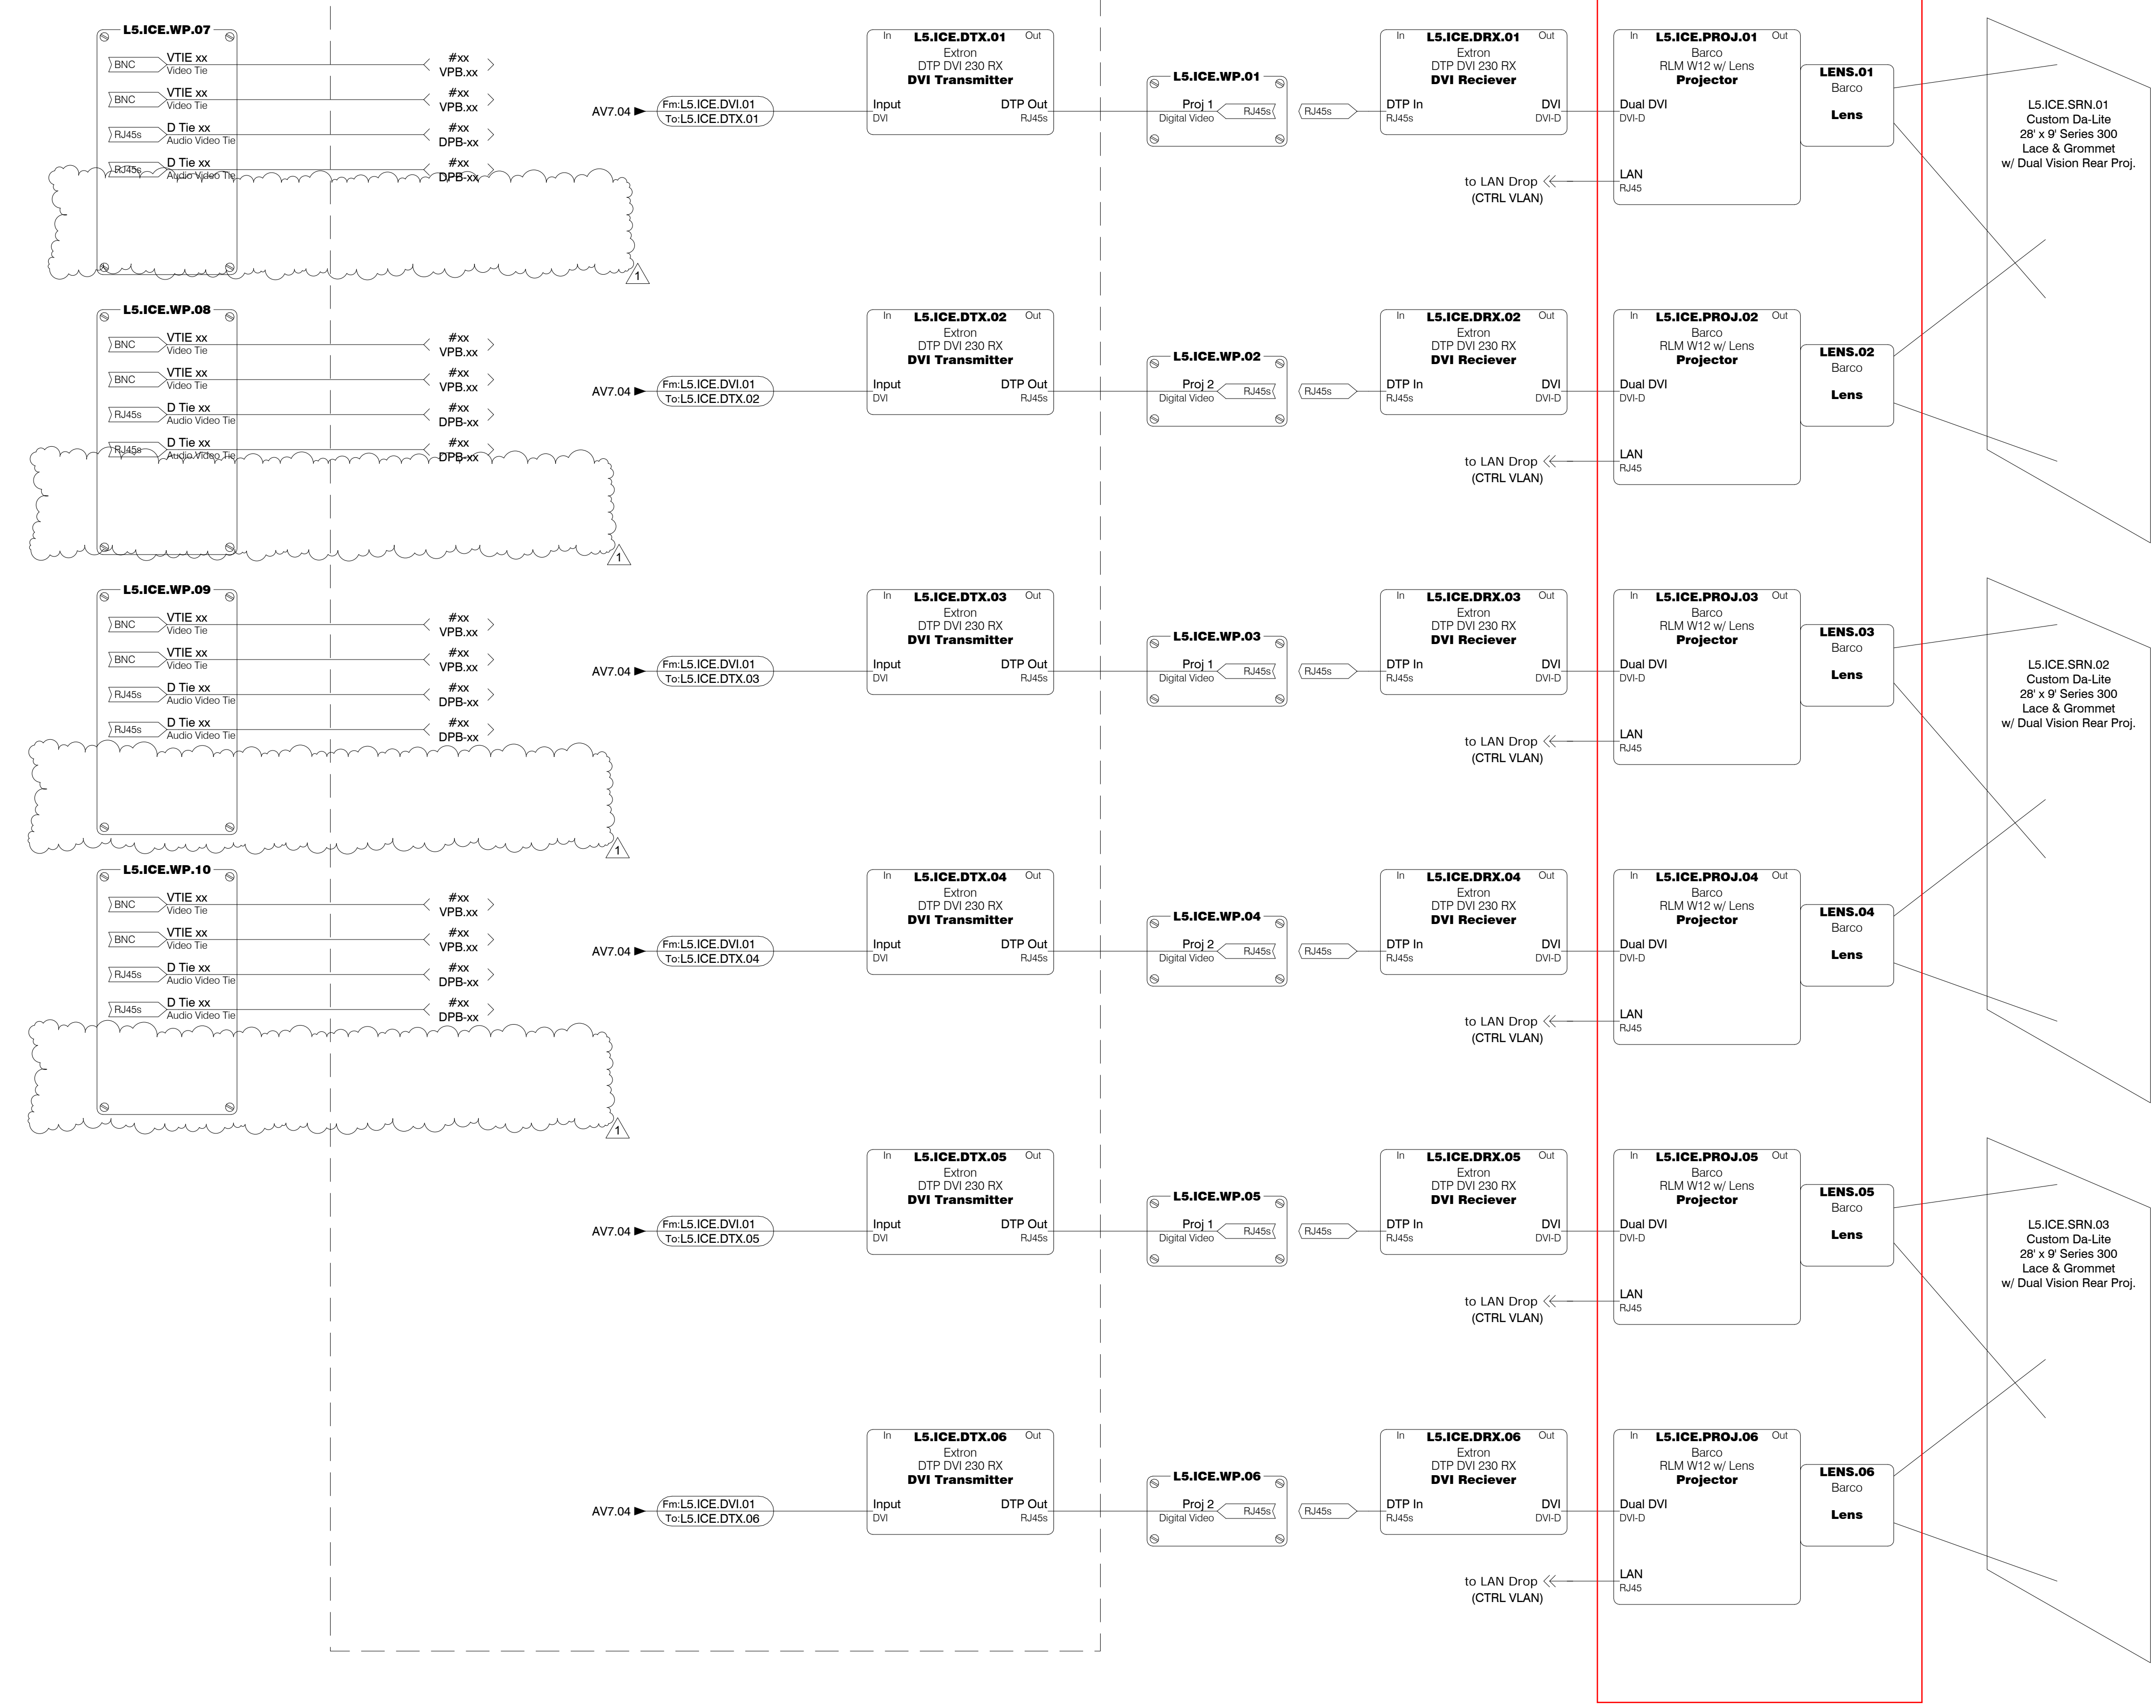 L5.ICE.WP.07
BNC VTIE xx #xx
Video Tie VPB.xx
BNC VTIE xx #xx
Video Tie VPB.xx
RJ45s D Tie xx #xx
Audio Video Tie DPB-xx
RJ45s D Tie xx #xx
Audio Video Tie DPB-xx
1
AV7.04 Fm:L5.ICE.DVI.01
To:L5.ICE.DTX.01
In L5.ICE.DTX.01 Out
Extron
DTP DVI 230 RX
DVI Transmitter
Input DTP Out
DVI RJ45s
L5.ICE.WP.01
Proj 1 RJ45s
Digital Video
RJ45s
In L5.ICE.DRX.01 Out
Extron
DTP DVI 230 RX
DVI Reciever
DTP In DVI
RJ45s DVI-D
In L5.ICE.PROJ.01 Out
Barco
RLM W12 w/ Lens
Projector
Dual DVI
DVI-D
to LAN Drop LAN
(CTRL VLAN) RJ45
LENS.01
Barco
Lens
L5.ICE.SRN.01
Custom Da-Lite
28' x 9' Series 300
Lace & Grommet
w/ Dual Vision Rear Proj.
L5.ICE.WP.08
BNC VTIE xx #xx
Video Tie VPB.xx
BNC VTIE xx #xx
Video Tie VPB.xx
RJ45s D Tie xx #xx
Audio Video Tie DPB-xx
RJ45s D Tie xx #xx
Audio Video Tie DPB-xx
1
AV7.04 Fm:L5.ICE.DVI.01
To:L5.ICE.DTX.02
In L5.ICE.DTX.02 Out
Extron
DTP DVI 230 RX
DVI Transmitter
Input DTP Out
DVI RJ45s
L5.ICE.WP.02
Proj 2 RJ45s
Digital Video
RJ45s
In L5.ICE.DRX.02 Out
Extron
DTP DVI 230 RX
DVI Reciever
DTP In DVI
RJ45s DVI-D
In L5.ICE.PROJ.02 Out
Barco
RLM W12 w/ Lens
Projector
Dual DVI
DVI-D
to LAN Drop LAN
(CTRL VLAN) RJ45
LENS.02
Barco
Lens
L5.ICE.WP.09
BNC VTIE xx #xx
Video Tie VPB.xx
BNC VTIE xx #xx
Video Tie VPB.xx
RJ45s D Tie xx #xx
Audio Video Tie DPB-xx
RJ45s D Tie xx #xx
Audio Video Tie DPB-xx
1
AV7.04 Fm:L5.ICE.DVI.01
To:L5.ICE.DTX.03
In L5.ICE.DTX.03 Out
Extron
DTP DVI 230 RX
DVI Transmitter
Input DTP Out
DVI RJ45s
L5.ICE.WP.03
Proj 1 RJ45s
Digital Video
RJ45s
In L5.ICE.DRX.03 Out
Extron
DTP DVI 230 RX
DVI Reciever
DTP In DVI
RJ45s DVI-D
In L5.ICE.PROJ.03 Out
Barco
RLM W12 w/ Lens
Projector
Dual DVI
DVI-D
to LAN Drop LAN
(CTRL VLAN) RJ45
LENS.03
Barco
Lens
L5.ICE.SRN.02
Custom Da-Lite
28' x 9' Series 300
Lace & Grommet
w/ Dual Vision Rear Proj.
L5.ICE.WP.10
BNC VTIE xx #xx
Video Tie VPB.xx
BNC VTIE xx #xx
Video Tie VPB.xx
RJ45s D Tie xx #xx
Audio Video Tie DPB-xx
RJ45s D Tie xx #xx
Audio Video Tie DPB-xx
1
AV7.04 Fm:L5.ICE.DVI.01
To:L5.ICE.DTX.04
In L5.ICE.DTX.04 Out
Extron
DTP DVI 230 RX
DVI Transmitter
Input DTP Out
DVI RJ45s
L5.ICE.WP.04
Proj 2 RJ45s
Digital Video
RJ45s
In L5.ICE.DRX.04 Out
Extron
DTP DVI 230 RX
DVI Reciever
DTP In DVI
RJ45s DVI-D
In L5.ICE.PROJ.04 Out
Barco
RLM W12 w/ Lens
Projector
Dual DVI
DVI-D
to LAN Drop LAN
(CTRL VLAN) RJ45
LENS.04
Barco
Lens
AV7.04 Fm:L5.ICE.DVI.01
To:L5.ICE.DTX.05
In L5.ICE.DTX.05 Out
Extron
DTP DVI 230 RX
DVI Transmitter
Input DTP Out
DVI RJ45s
L5.ICE.WP.05
Proj 1 RJ45s
Digital Video
RJ45s
In L5.ICE.DRX.05 Out
Extron
DTP DVI 230 RX
DVI Reciever
DTP In DVI
RJ45s DVI-D
In L5.ICE.PROJ.05 Out
Barco
RLM W12 w/ Lens
Projector
Dual DVI
DVI-D
to LAN Drop LAN
(CTRL VLAN) RJ45
LENS.05
Barco
Lens
L5.ICE.SRN.03
Custom Da-Lite
28' x 9' Series 300
Lace & Grommet
w/ Dual Vision Rear Proj.
AV7.04 Fm:L5.ICE.DVI.01
To:L5.ICE.DTX.06
In L5.ICE.DTX.06 Out
Extron
DTP DVI 230 RX
DVI Transmitter
Input DTP Out
DVI RJ45s
L5.ICE.WP.06
Proj 2 RJ45s
Digital Video
RJ45s
In L5.ICE.DRX.06 Out
Extron
DTP DVI 230 RX
DVI Reciever
DTP In DVI
RJ45s DVI-D
In L5.ICE.PROJ.06 Out
Barco
RLM W12 w/ Lens
Projector
Dual DVI
DVI-D
to LAN Drop LAN
(CTRL VLAN) RJ45
LENS.06
Barco
Lens